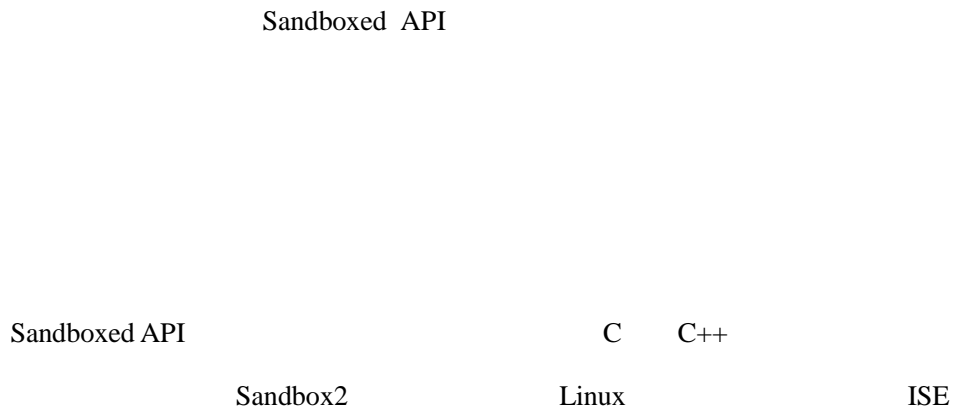 Sandboxed API
Sandboxed API C C++
Sandbox2 Linux ISE